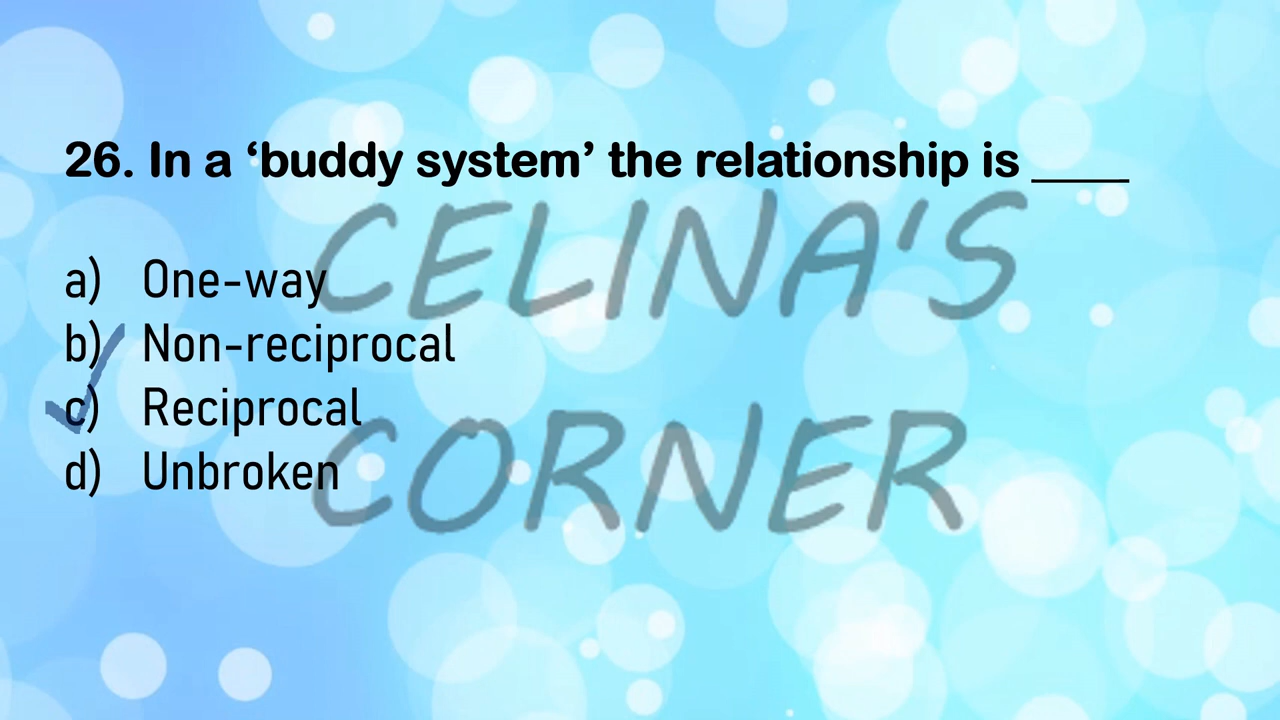 26. In a ‘buddy system’ the relationship is ____
a) One-way
b) Non-reciprocal
c) Reciprocal
d) Unbroken
CELINA'S
CORNER